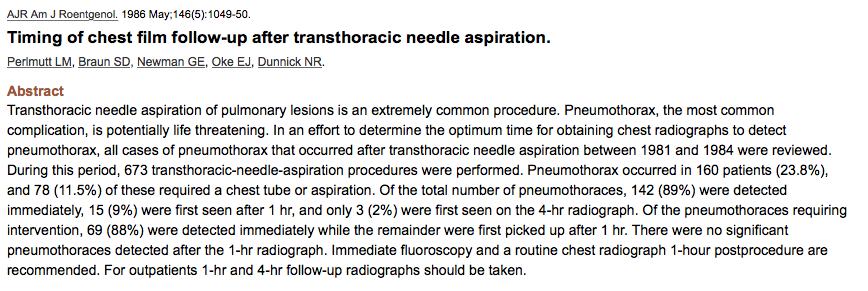 AJR Am J Roentgenol. 1986 May;146(5):1049-50.
Timing of chest film follow-up after transthoracic needle aspiration.
Perlmutt LM, Braun SD, Newman GE, Oke EJ, Dunnick NR.
Abstract
Transthoracic needle aspiration of pulmonary lesions is an extremely common procedure. Pneumothorax, the most common
complication, is potentially life threatening. In an effort to determine the optimum time for obtaining chest radiographs to detect
pneumothorax, all cases of pneumothorax that occurred after transthoracic needle aspiration between 1981 and 1984 were reviewed.
During this period, 673 transthoracic-needle-aspiration procedures were performed. Pneumothorax occurred in 160 patients (23.8%),
and 78 (11.5%) of these required a chest tube or aspiration. Of the total number of pneumothoraces, 142 (89%) were detected
immediately, 15 (9%) were first seen after 1 hr, and only 3 (2%) were first seen on the 4-hr radiograph. Of the pneumothoraces requiring
intervention, 69 (88%) were detected immediately while the remainder were first picked up after 1 hr. There were no significant
pneumothoraces detected after the 1-hr radiograph. Immediate fluoroscopy and a routine chest radiograph 1-hour postprocedure are
recommended. For outpatients 1-hr and 4-hr follow-up radiographs should be taken.